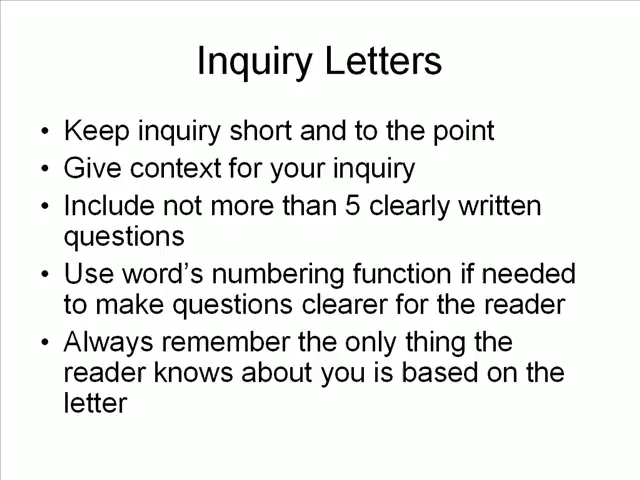 Inquiry Letters
• Keep inquiry short and to the point
• Give context for your inquiry
• Include not more than 5 clearly written
questions
• Use word’s numbering function if needed
to make questions clearer for the reader
• Always remember the only thing the
reader knows about you is based on the
letter